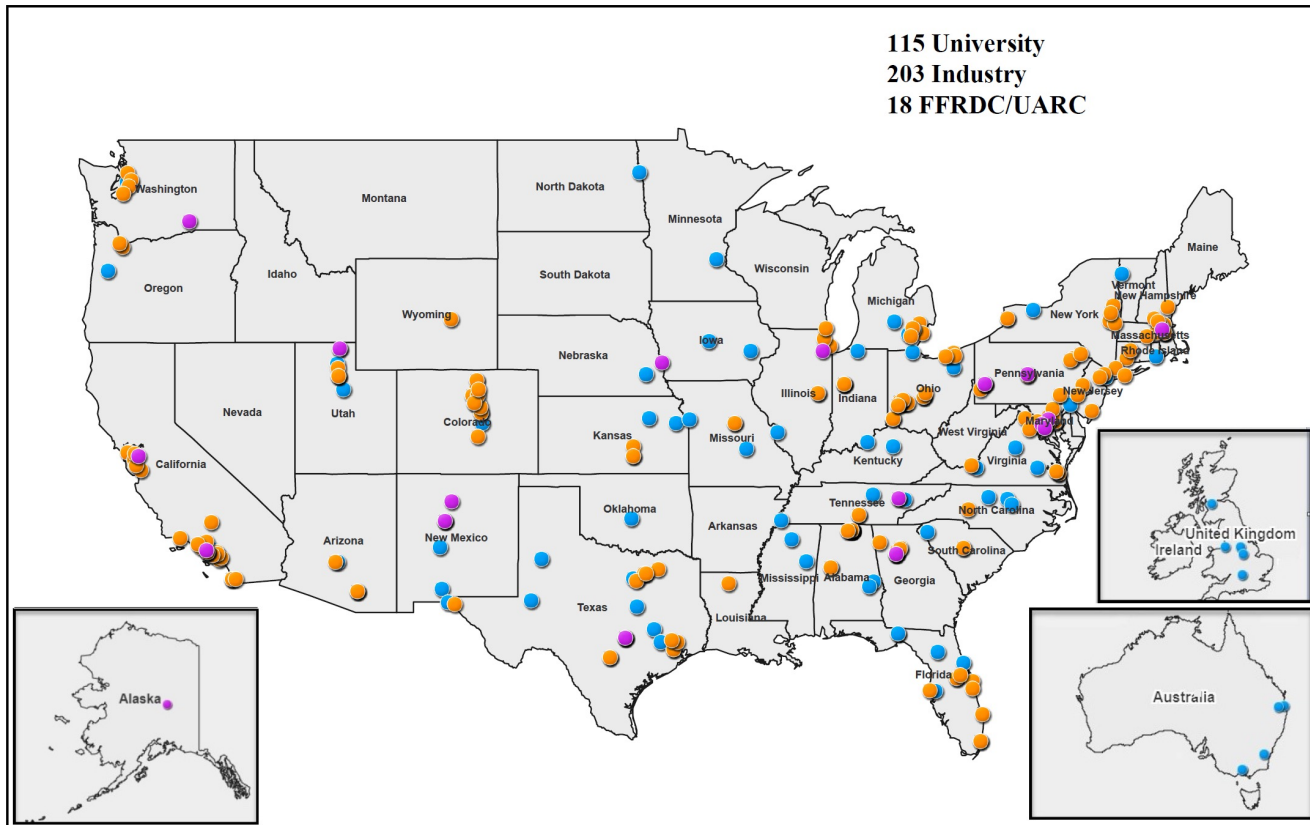 115 University
203 Industry
18 FFRDC/UARC
Washington
Montana
North Dakota
Minnesota
Maine
Oregon
Idaho
South Dakota
Wisconsin
Michigan
Vermont
New Hampshire
New York
Wyoming
Massachusetts
Rhode Island
Iowa
Nebraska
Pennsylvania
Nevada
Utah
Colorado
Illinois
Indiana
Ohio
New Jersey
Maryland
West Virginia
Kansas
Missouri
Kentucky
Virginia
California
Tennessee
North Carolina
Oklahoma
Arkansas
Arizona
New Mexico
South Carolina
Mississippi
Alabama
Georgia
Texas
Louisiana
Florida
United Kingdom
Ireland
Alaska
Australia